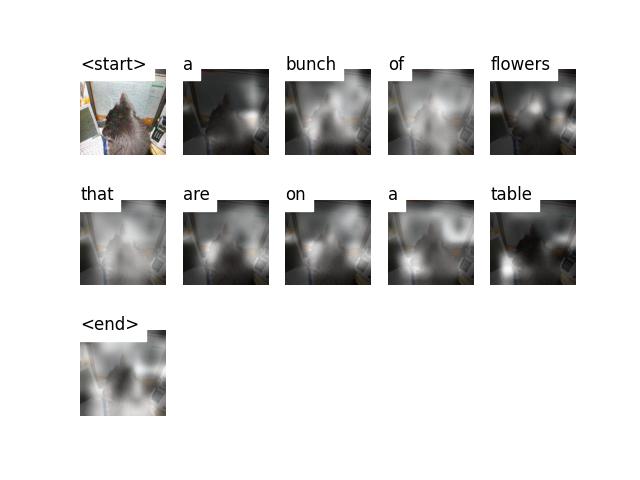 <start> a bunch of flowers
that are on a table
<end>